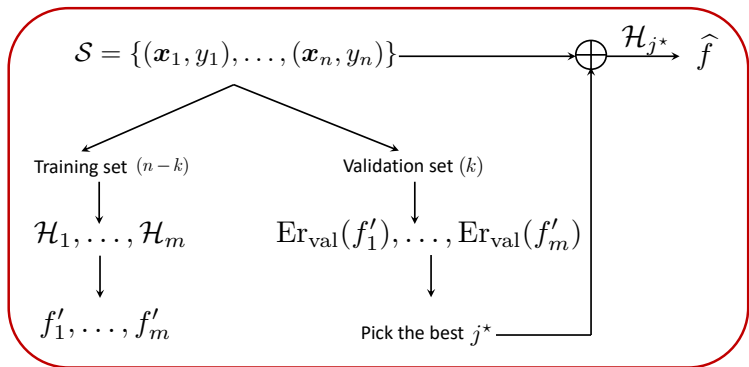 𝒮 = {(𝒙₁, y₁), . . . , (𝒙ₙ, yₙ)} ⊕ ℋ_{j⋆} f̂
Training set (n−k) Validation set (k)
ℋ₁, . . . , ℋₘ Er_val(f′₁), . . . , Er_val(f′ₘ)
f′₁, . . . , f′ₘ Pick the best j⋆